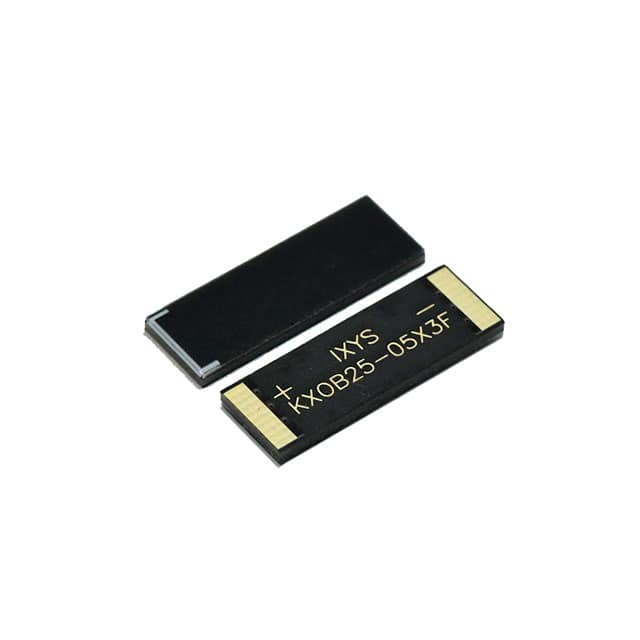 IXYS
−
+
KXOB25-05X3F